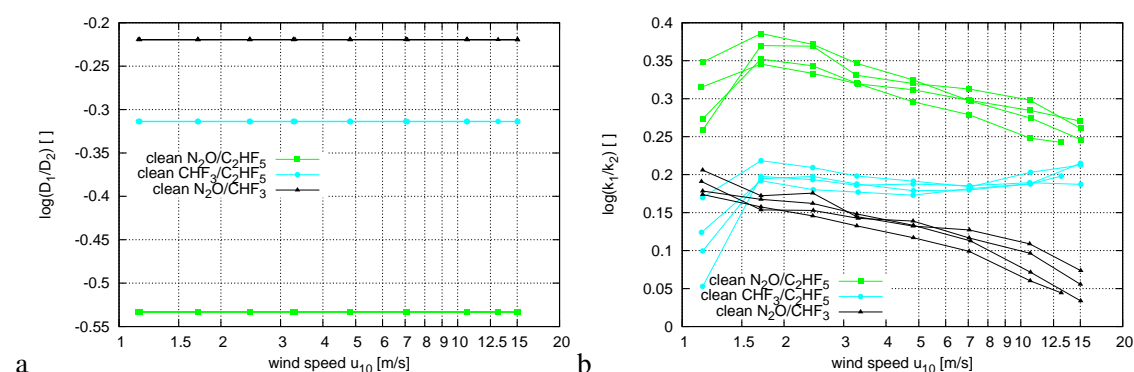 -0.2
-0.25
-0.3
-0.35
-0.4
-0.45
-0.5
-0.55
log(D₁/D₂) [ ]
clean N₂O/C₂HF₅
clean CHF₃/C₂HF₅
clean N₂O/CHF₃
1 1.5 2 3 4 5 6 7 8 9 10 12.5 15 20
wind speed u₁₀ [m/s]
a
0.4
0.35
0.3
0.25
0.2
0.15
0.1
0.05
0
log(k₁/k₂) [ ]
clean N₂O/C₂HF₅
clean CHF₃/C₂HF₅
clean N₂O/CHF₃
1 1.5 2 3 4 5 6 7 8 9 10 12.5 15 20
wind speed u₁₀ [m/s]
b